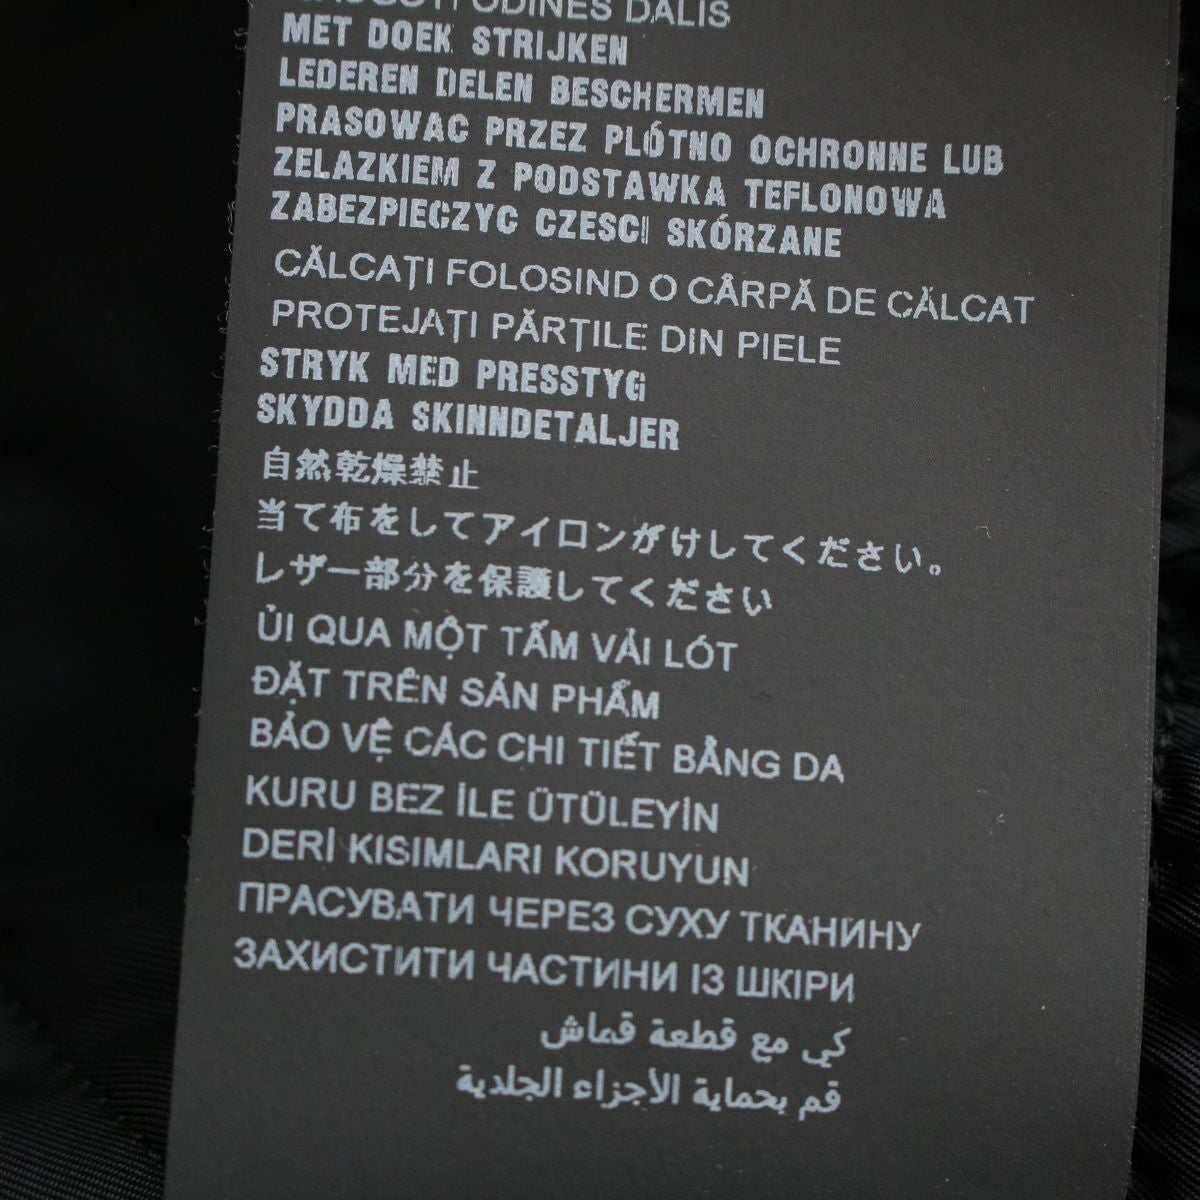 ODINĖS DALIS
MET DOEK STRIJKEN
LEDEREN DELEN BESCHERMEN
PRASOWAC PRZEZ PLÓTNO OCHRONNE LUB
ZELAZKIEM Z PODSTAWKA TEFLONOWA
ZABEZPIECZYC CZESCI SKÓRZANE
CĂLCAȚI FOLOSIND O CÂRPĂ DE CĂLCAT
PROTEJAȚI PĂRȚILE DIN PIELE
STRYK MED PRESSTYG
SKYDDA SKINNDETALJER
自然乾燥禁止
当て布をしてアイロンがけしてください。
レザー部分を保護してください
ỦI QUA MỘT TẤM VẢI LÓT
ĐẶT TRÊN SẢN PHẨM
BẢO VỆ CÁC CHI TIẾT BẰNG DA
KURU BEZ İLE ÜTÜLEYİN
DERİ KISIMLARI KORUYUN
ПРАСУВАТИ ЧЕРЕЗ СУХУ ТКАНИНУ
ЗАХИСТИТИ ЧАСТИНИ ІЗ ШКІРИ
كي مع قطعة قماش
قم بحماية الأجزاء الجلدية